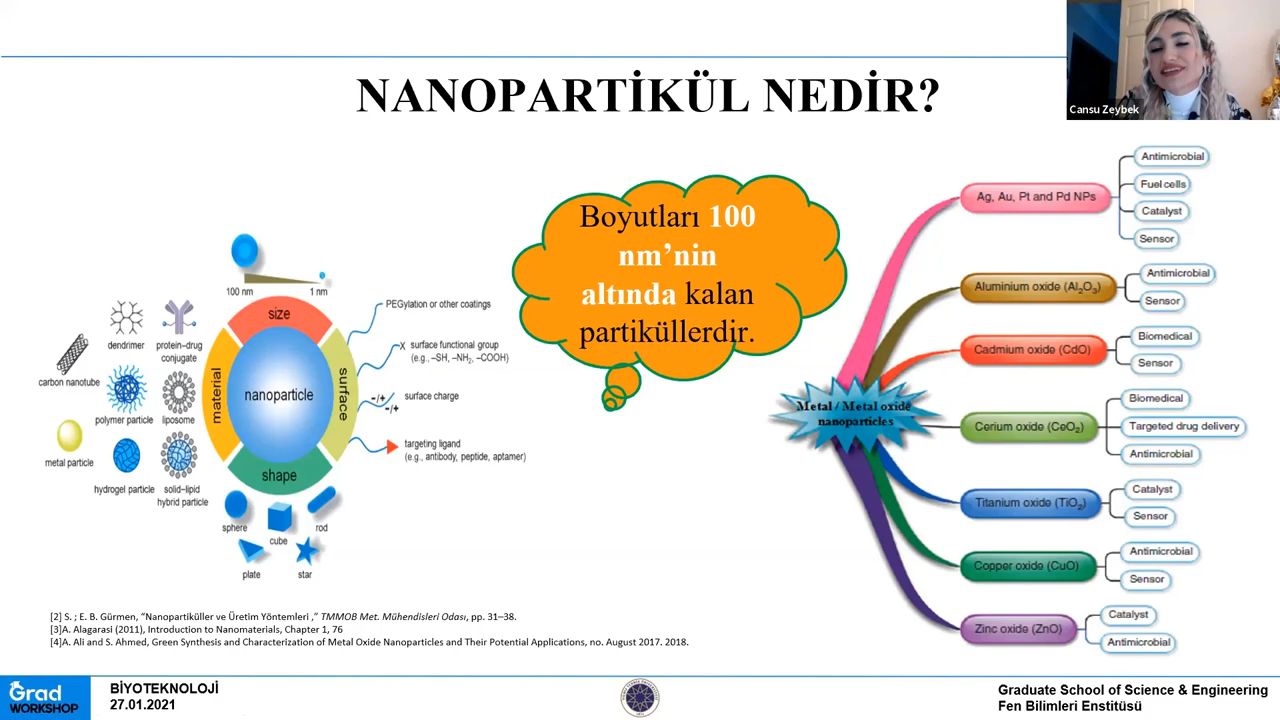 NANOPARTİKÜL NEDİR?
Cansu Zeybek
Boyutları 100
nm’nin
altında kalan
partiküllerdir.
100 nm
1 nm
size
nanoparticle
material
surface
shape
dendrimer
protein–drug
conjugate
carbon nanotube
polymer particle
liposome
metal particle
hydrogel particle
solid–lipid
hybrid particle
sphere
cube
rod
plate
star
PEGylation or other coatings
X
surface functional group
(e.g., –SH, –NH₂, –COOH)
-/+
-/+
surface charge
targeting ligand
(e.g., antibody, peptide, aptamer)
Metal / Metal oxide
nanoparticles
Ag, Au, Pt and Pd NPs
Antimicrobial
Fuel cells
Catalyst
Sensor
Aluminium oxide (Al₂O₃)
Antimicrobial
Sensor
Cadmium oxide (CdO)
Biomedical
Sensor
Cerium oxide (CeO₂)
Biomedical
Targeted drug delivery
Antimicrobial
Titanium oxide (TiO₂)
Catalyst
Sensor
Copper oxide (CuO)
Antimicrobial
Sensor
Zinc oxide (ZnO)
Catalyst
Antimicrobial
[2] S. ; E. B. Gürmen, “Nanopartiküller ve Üretim Yöntemleri ,” TMMOB Met. Mühendisleri Odası, pp. 31–38.
[3]A. Alagarasi (2011), Introduction to Nanomaterials, Chapter 1, 76
[4]A. Ali and S. Ahmed, Green Synthesis and Characterization of Metal Oxide Nanoparticles and Their Potential Applications, no. August 2017. 2018.
Grad
WORKSHOP
BİYOTEKNOLOJİ
27.01.2021
Graduate School of Science & Engineering
Fen Bilimleri Enstitüsü